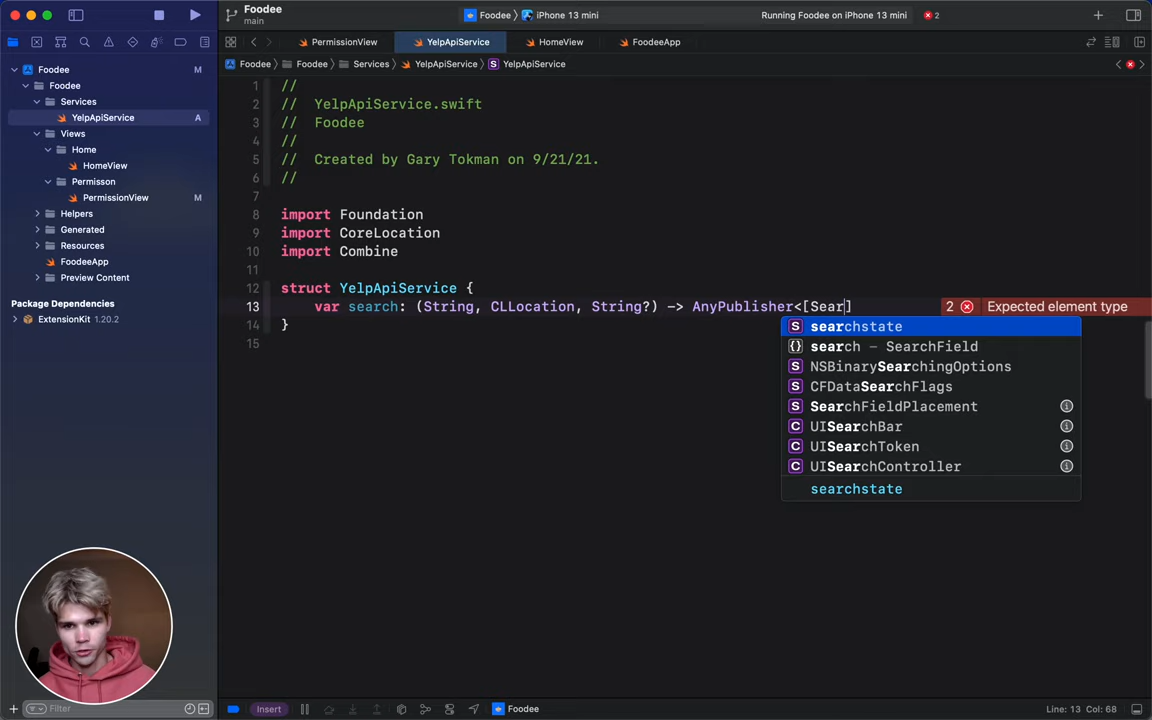 Foodee
main
Foodee
iPhone 13 mini
Running Foodee on iPhone 13 mini
2
PermissionView
YelpApiService
HomeView
FoodeeApp
Foodee
Foodee
Services
YelpApiService
S
YelpApiService
Foodee
M
Foodee
Services
YelpApiService
A
Views
Home
HomeView
Permisson
PermissionView
M
Helpers
Generated
Resources
FoodeeApp
Preview Content
Package Dependencies
ExtensionKit 1.20.2
1 //
2 // YelpApiService.swift
3 // Foodee
4 //
5 // Created by Gary Tokman on 9/21/21.
6 //
7
8 import Foundation
9 import CoreLocation
10 import Combine
11
12 struct YelpApiService {
13 var search: (String, CLLocation, String?) -> AnyPublisher<[Sear]
2 Expected element type
14 }
15
S searchstate
{} search — SearchField
S NSBinarySearchingOptions
S CFDataSearchFlags
S SearchFieldPlacement
C UISearchBar
C UISearchToken
C UISearchController
searchstate
Filter
Insert
Foodee
Line: 13 Col: 68